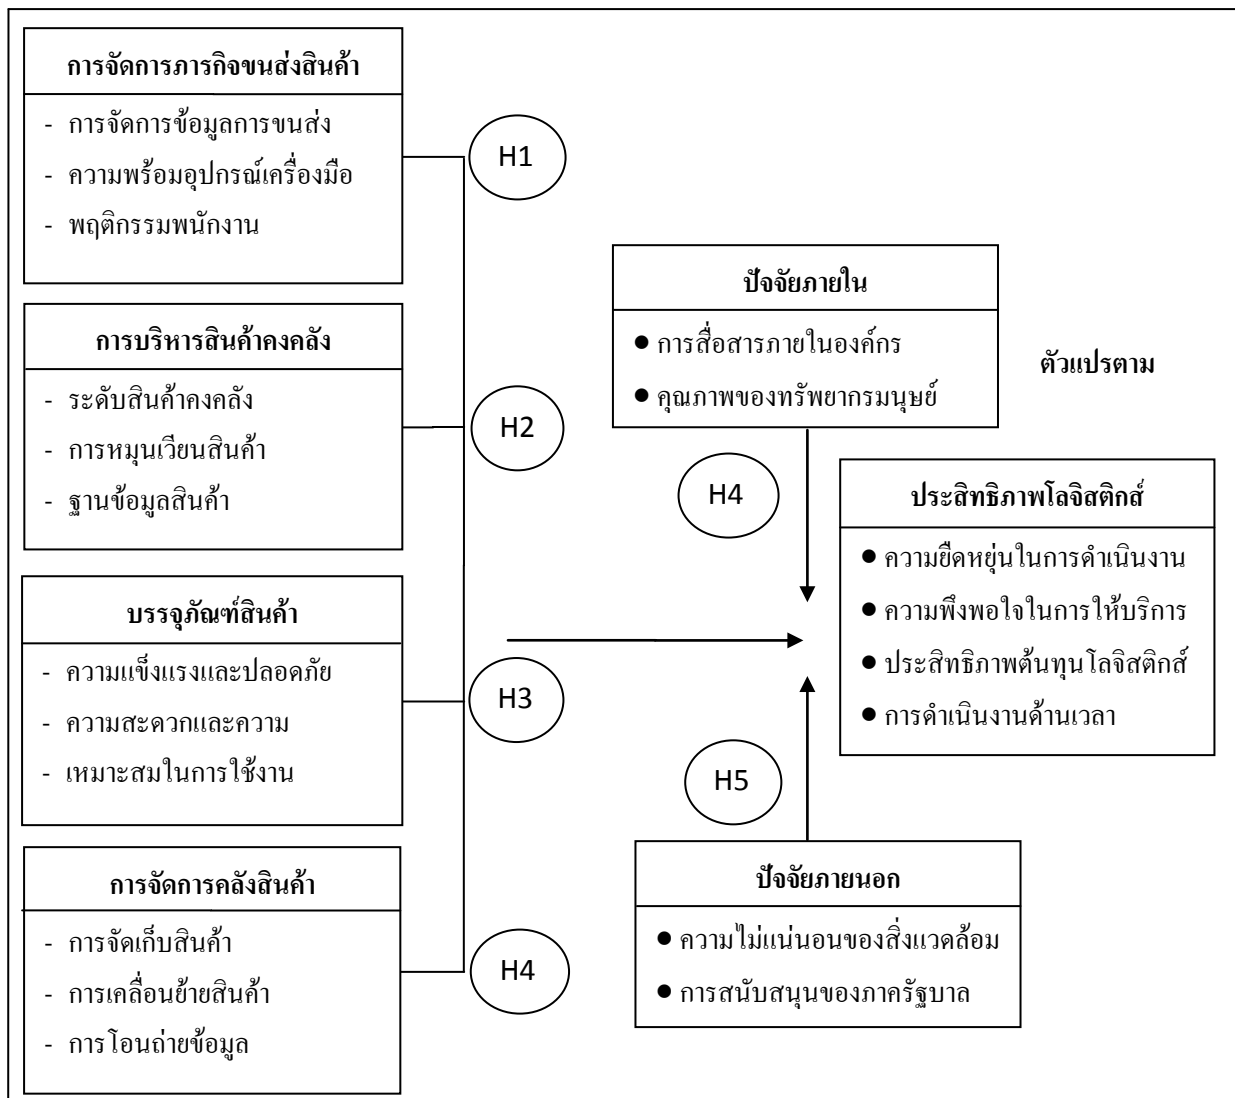 การจัดการภารกิจขนส่งสินค้า
- การจัดการข้อมูลการขนส่ง
- ความพร้อมอุปกรณ์เครื่องมือ
- พฤติกรรมพนักงาน
H1
การบริหารสินค้าคงคลัง
- ระดับสินค้าคงคลัง
- การหมุนเวียนสินค้า
- ฐานข้อมูลสินค้า
H2
บรรจุภัณฑ์สินค้า
- ความแข็งแรงและปลอดภัย
- ความสะดวกและความ
- เหมาะสมในการใช้งาน
H3
การจัดการคลังสินค้า
- การจัดเก็บสินค้า
- การเคลื่อนย้ายสินค้า
- การโอนถ่ายข้อมูล
H4
ปัจจัยภายใน
● การสื่อสารภายในองค์กร
● คุณภาพของทรัพยากรมนุษย์
H4
ตัวแปรตาม
ประสิทธิภาพโลจิสติกส์
● ความยืดหยุ่นในการดำเนินงาน
● ความพึงพอใจในการให้บริการ
● ประสิทธิภาพต้นทุนโลจิสติกส์
● การดำเนินงานด้านเวลา
H5
ปัจจัยภายนอก
● ความไม่แน่นอนของสิ่งแวดล้อม
● การสนับสนุนของภาครัฐบาล